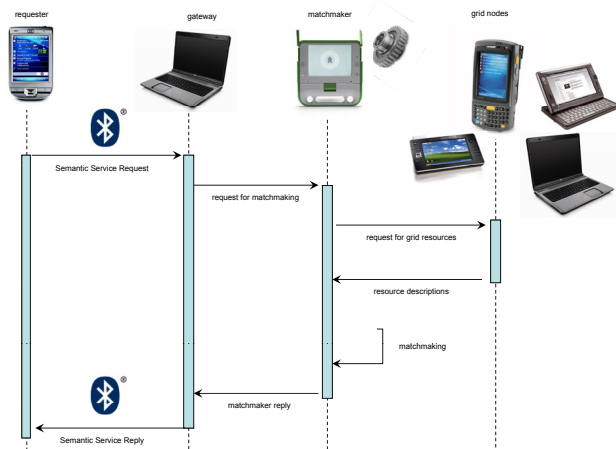 requester
gateway
matchmaker
grid nodes
®
Semantic Service Request
request for matchmaking
request for grid resources
resource descriptions
matchmaking
®
matchmaker reply
Semantic Service Reply